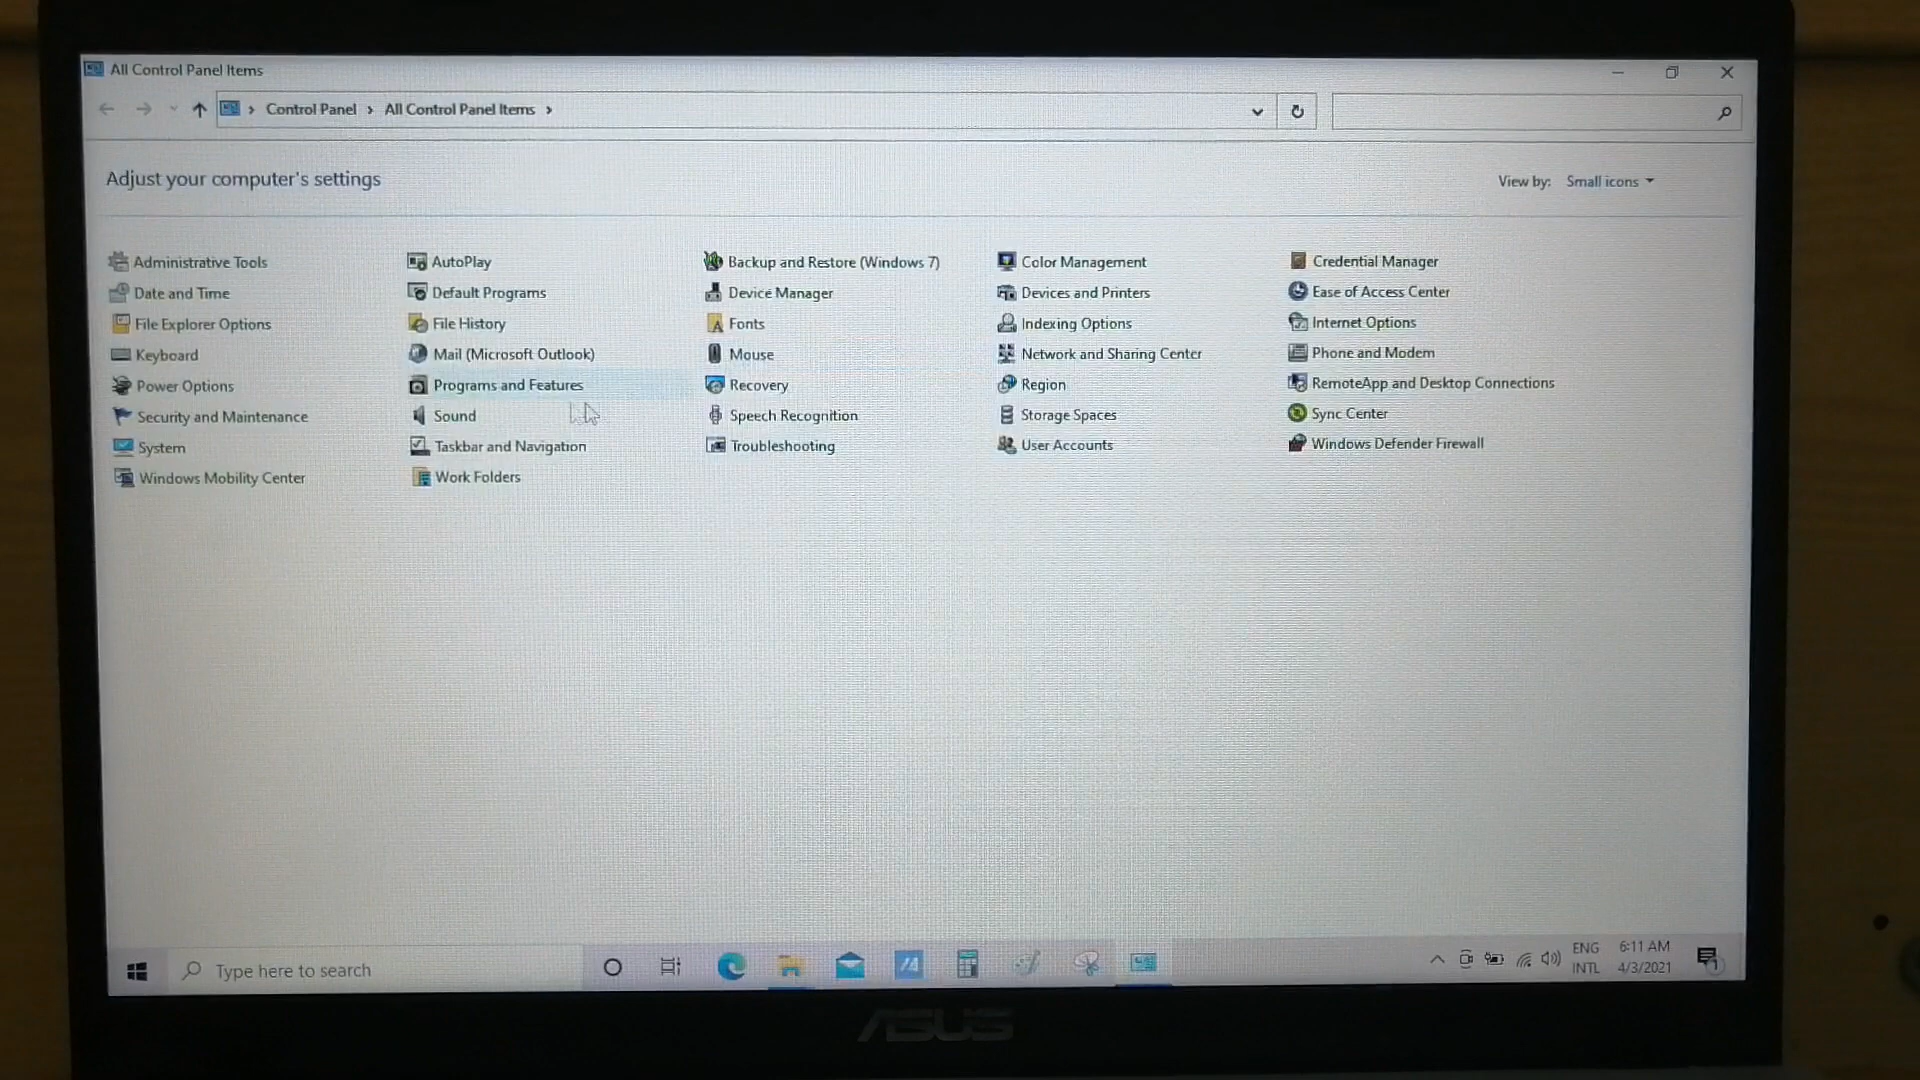 All Control Panel Items
Control Panel > All Control Panel Items >
Adjust your computer's settings
View by: Small icons
Administrative Tools
AutoPlay
Backup and Restore (Windows 7)
Color Management
Credential Manager
Date and Time
Default Programs
Device Manager
Devices and Printers
Ease of Access Center
File Explorer Options
File History
Fonts
Indexing Options
Internet Options
Keyboard
Mail (Microsoft Outlook)
Mouse
Network and Sharing Center
Phone and Modem
Power Options
Programs and Features
Recovery
Region
RemoteApp and Desktop Connections
Security and Maintenance
Sound
Speech Recognition
Storage Spaces
Sync Center
System
Taskbar and Navigation
Troubleshooting
User Accounts
Windows Defender Firewall
Windows Mobility Center
Work Folders
Type here to search
ENG
INTL
6:11 AM
4/3/2021
1
ASUS